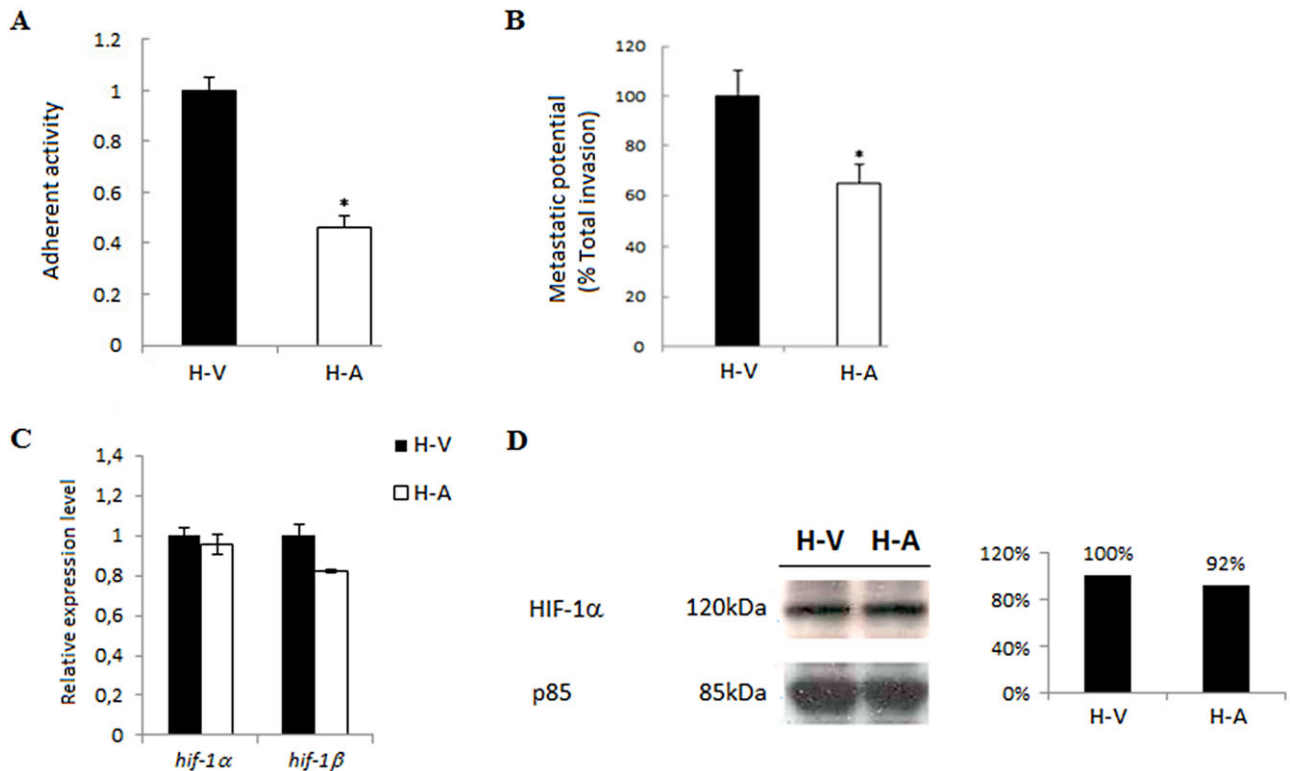 A
1.2
1
0.8
0.6
0.4
0.2
0
Adherent activity
*
H-V
H-A
B
120
100
80
60
40
20
0
Metastatic potential
(% Total invasion)
*
H-V
H-A
C
1,4
1,2
1
0,8
0,6
0,4
0,2
0
Relative expression level
hif-1α
hif-1β
H-V
H-A
D
H-V H-A
HIF-1α 120kDa
p85 85kDa
120%
80%
40%
0%
100%
92%
H-V
H-A